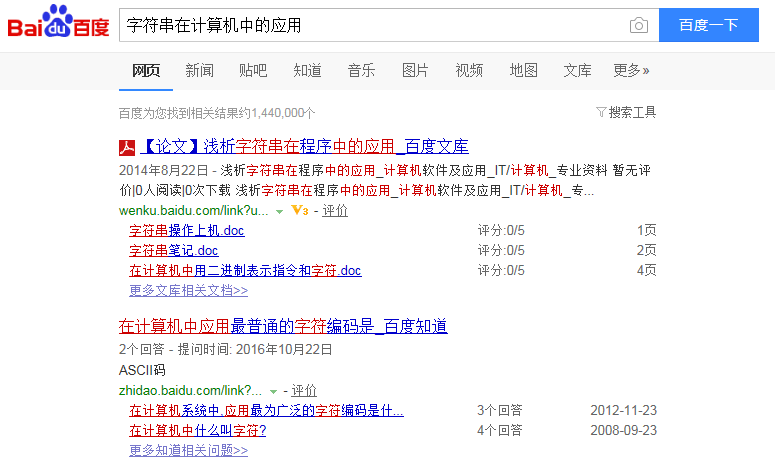 Bai du 百度 字符串在计算机中的应用 百度一下
网页 新闻 贴吧 知道 音乐 图片 视频 地图 文库 更多»
百度为您找到相关结果约1,440,000个 搜索工具
【论文】浅析字符串在程序中的应用_百度文库
2014年8月22日 - 浅析字符串在程序中的应用_计算机软件及应用_IT/计算机_专业资料 暂无评
价|0人阅读|0次下载 浅析字符串在程序中的应用_计算机软件及应用_IT/计算机_专...
wenku.baidu.com/link?u... V3 - 评价
字符串操作上机.doc 评分:0/5 1页
字符串笔记.doc 评分:0/5 2页
在计算机中用二进制表示指令和字符.doc 评分:0/5 4页
更多文库相关文档>>
在计算机中应用最普通的字符编码是_百度知道
2个回答 - 提问时间: 2016年10月22日
ASCII码
zhidao.baidu.com/link?... - 评价
在计算机系统中,应用最为广泛的字符编码是什... 3个回答 2012-11-23
在计算机中什么叫字符? 4个回答 2008-09-23
更多知道相关问题>>